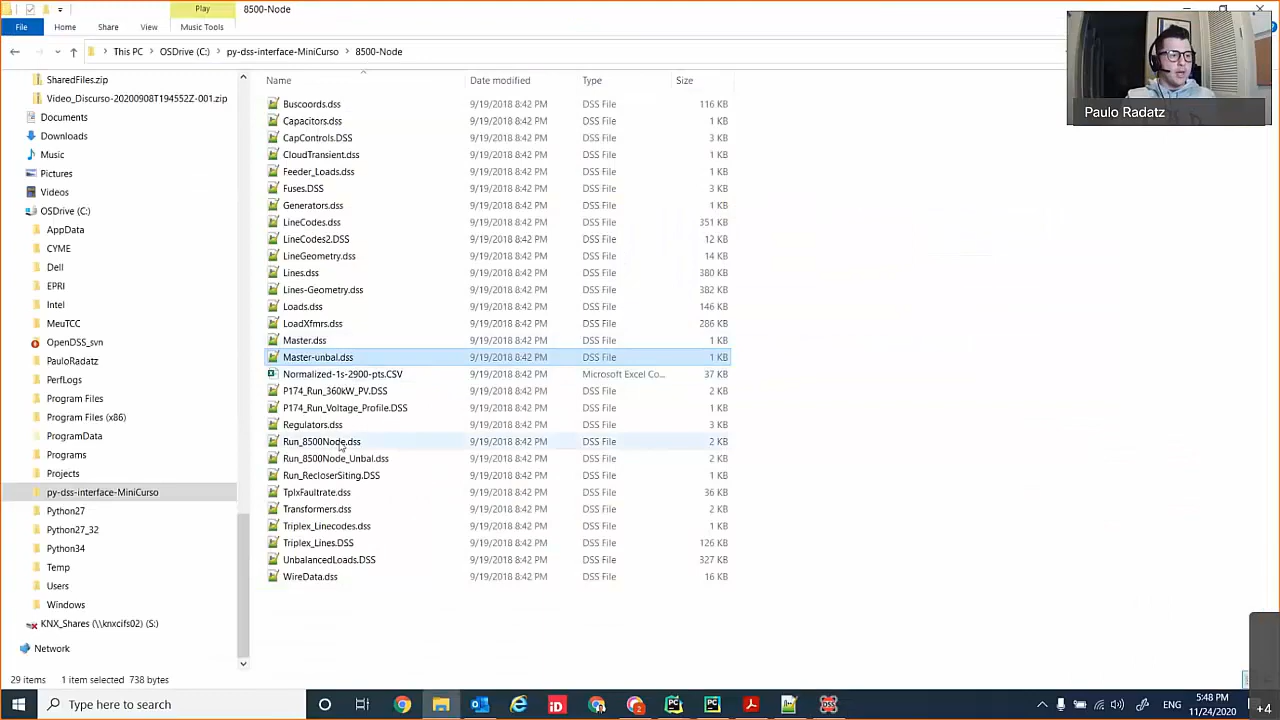 Play
8500-Node
File
Home
Share
View
Music Tools
This PC
OSDrive (C:)
py-dss-interface-MiniCurso
8500-Node
Paulo Radatz
SharedFiles.zip
Video_Discurso-20200908T194552Z-001.zip
Documents
Downloads
Music
Pictures
Videos
OSDrive (C:)
AppData
CYME
Dell
EPRI
Intel
MeuTCC
OpenDSS_svn
PauloRadatz
PerfLogs
Program Files
Program Files (x86)
ProgramData
Programs
Projects
py-dss-interface-MiniCurso
Python27
Python27_32
Python34
Temp
Users
Windows
KNX_Shares (\\knxcifs02) (S:)
Network
Name Date modified Type Size
Buscoords.dss 9/19/2018 8:42 PM DSS File 116 KB
Capacitors.dss 9/19/2018 8:42 PM DSS File 1 KB
CapControls.DSS 9/19/2018 8:42 PM DSS File 3 KB
CloudTransient.dss 9/19/2018 8:42 PM DSS File 1 KB
Feeder_Loads.dss 9/19/2018 8:42 PM DSS File 1 KB
Fuses.DSS 9/19/2018 8:42 PM DSS File 3 KB
Generators.dss 9/19/2018 8:42 PM DSS File 1 KB
LineCodes.dss 9/19/2018 8:42 PM DSS File 351 KB
LineCodes2.DSS 9/19/2018 8:42 PM DSS File 12 KB
LineGeometry.dss 9/19/2018 8:42 PM DSS File 14 KB
Lines.dss 9/19/2018 8:42 PM DSS File 380 KB
Lines-Geometry.dss 9/19/2018 8:42 PM DSS File 382 KB
Loads.dss 9/19/2018 8:42 PM DSS File 146 KB
LoadXfmrs.dss 9/19/2018 8:42 PM DSS File 286 KB
Master.dss 9/19/2018 8:42 PM DSS File 1 KB
Master-unbal.dss 9/19/2018 8:42 PM DSS File 1 KB
Normalized-1s-2900-pts.CSV 9/19/2018 8:42 PM Microsoft Excel Co... 37 KB
P174_Run_360kW_PV.DSS 9/19/2018 8:42 PM DSS File 2 KB
P174_Run_Voltage_Profile.DSS 9/19/2018 8:42 PM DSS File 1 KB
Regulators.dss 9/19/2018 8:42 PM DSS File 3 KB
Run_8500Node.dss 9/19/2018 8:42 PM DSS File 2 KB
Run_8500Node_Unbal.dss 9/19/2018 8:42 PM DSS File 2 KB
Run_RecloserSiting.DSS 9/19/2018 8:42 PM DSS File 1 KB
TplxFaultrate.dss 9/19/2018 8:42 PM DSS File 36 KB
Transformers.dss 9/19/2018 8:42 PM DSS File 2 KB
Triplex_Linecodes.dss 9/19/2018 8:42 PM DSS File 1 KB
Triplex_Lines.DSS 9/19/2018 8:42 PM DSS File 126 KB
UnbalancedLoads.DSS 9/19/2018 8:42 PM DSS File 327 KB
WireData.dss 9/19/2018 8:42 PM DSS File 16 KB
29 items 1 item selected 738 bytes
Type here to search
ENG
5:48 PM
11/24/2020
+4